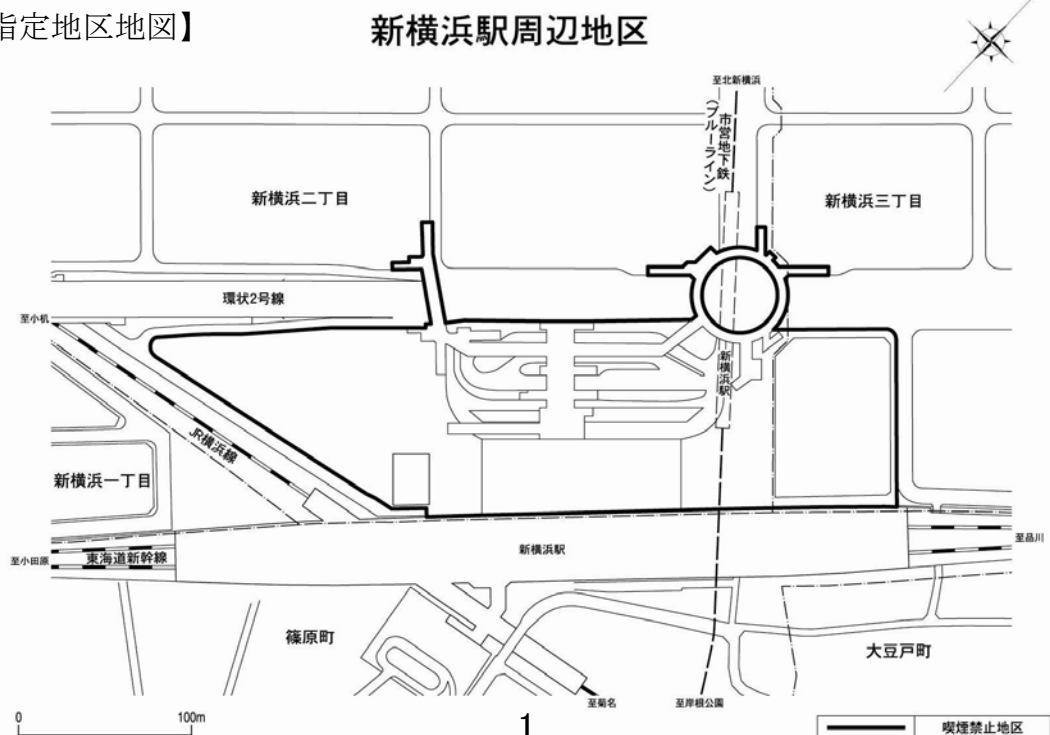 指定地区地図】
新横浜駅周辺地区
至北新横浜
市営地下鉄
(ブルーライン)
新横浜二丁目
新横浜三丁目
環状2号線
至小机
新横浜駅
JR横浜線
新横浜一丁目
新横浜駅
至品川
至小田原
東海道新幹線
篠原町
大豆戸町
至菊名
至岸根公園
0
100m
1
喫煙禁止地区